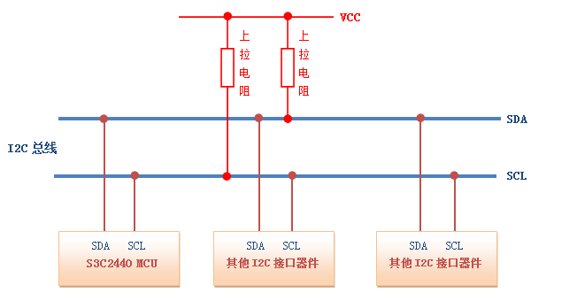 VCC
上拉电阻
上拉电阻
SDA
I2C 总线
SCL
SDA SCL
S3C2440 MCU
SDA SCL
其他 I2C 接口器件
SDA SCL
其他 I2C 接口器件